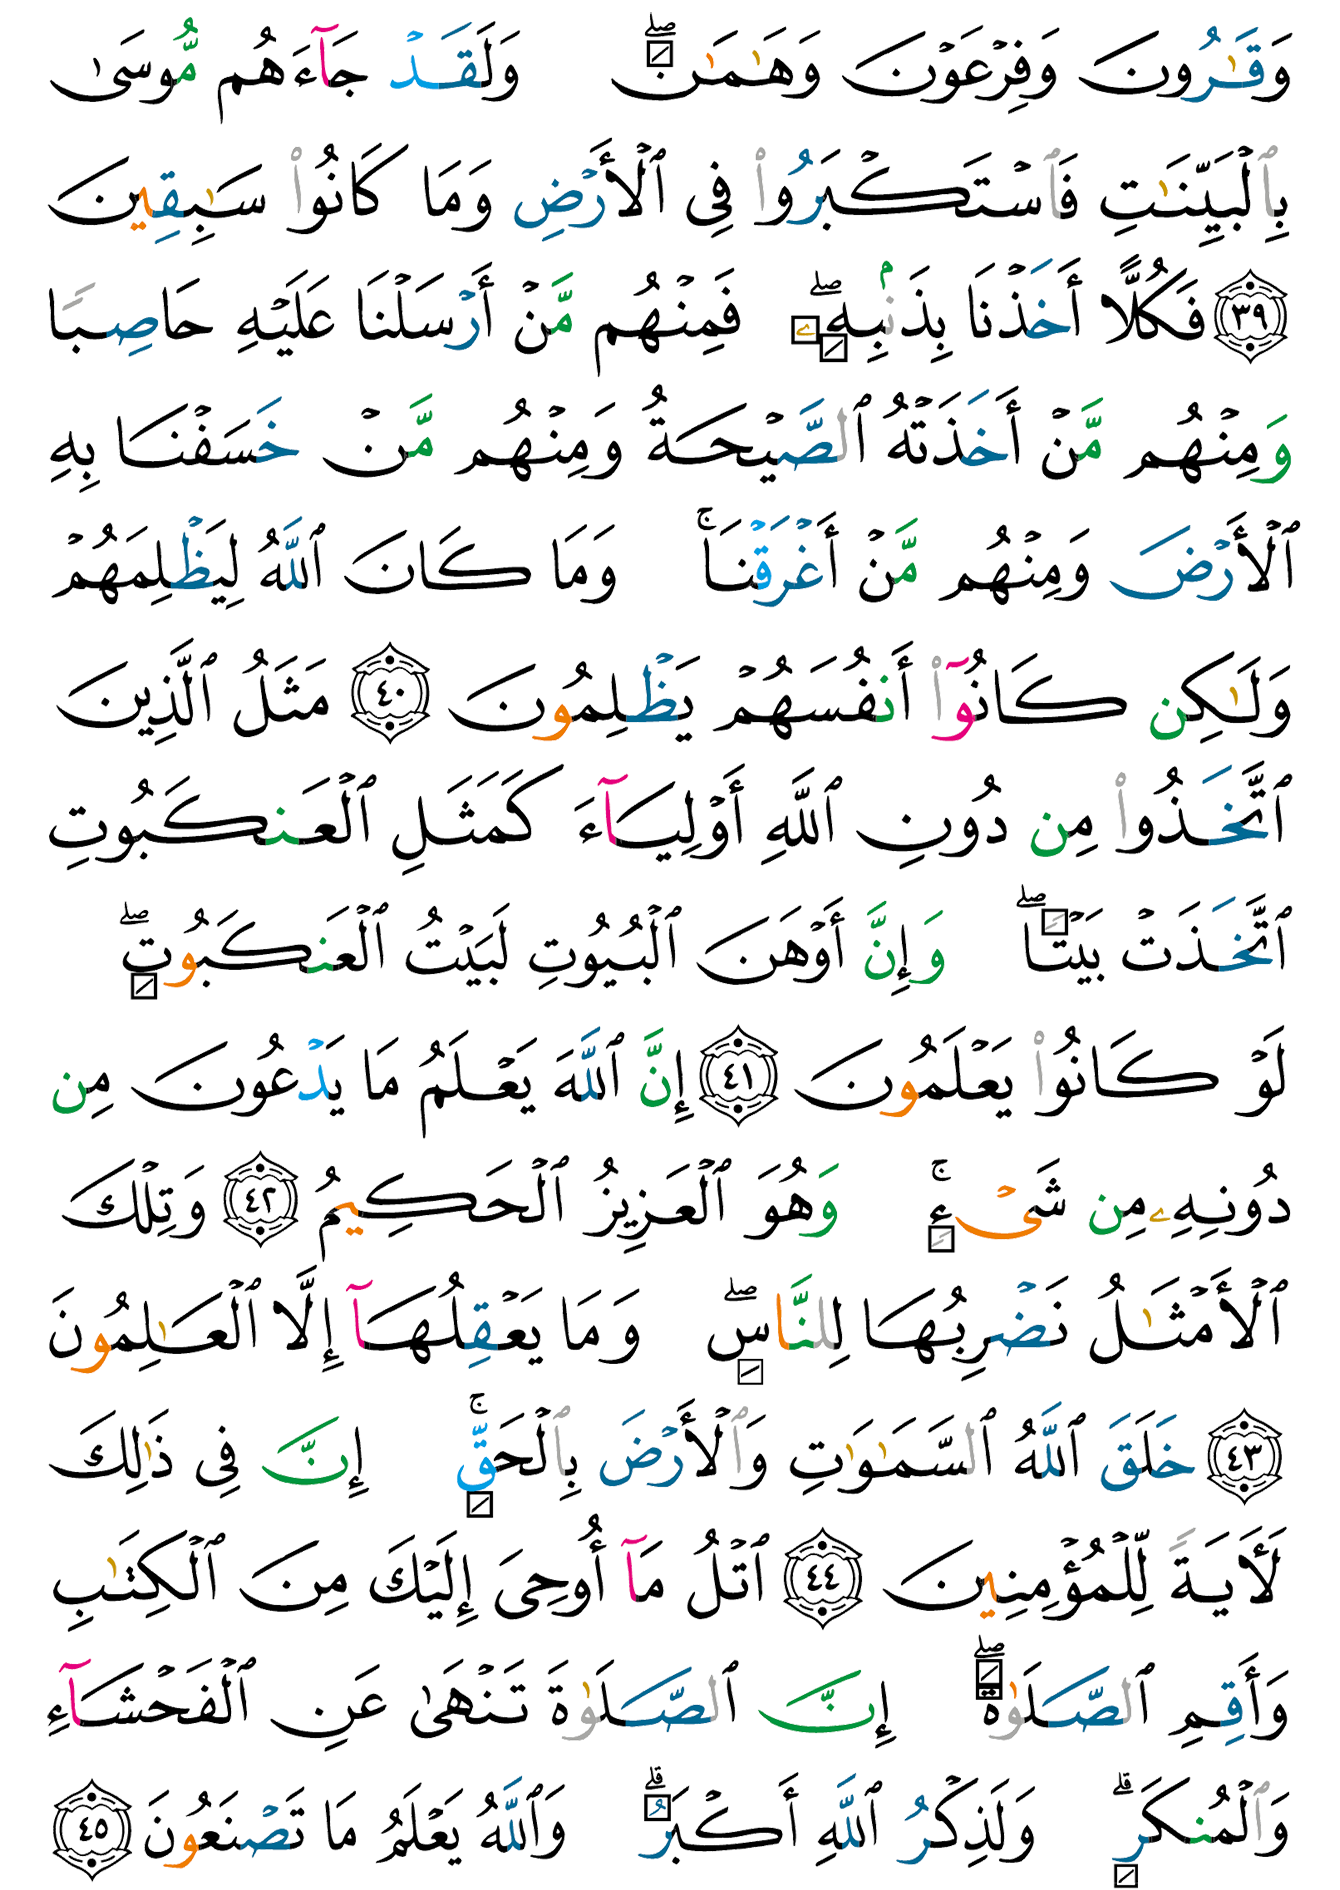 وَقَـٰرُونَ وَفِرْعَوْنَ وَهَـٰمَـٰنَ ۖ وَلَقَدْ جَآءَهُم مُّوسَىٰ
بِٱلْبَيِّنَـٰتِ فَٱسْتَكْبَرُوا۟ فِى ٱلْأَرْضِ وَمَا كَانُوا۟ سَـٰبِقِينَ
٣٩ فَكُلًّا أَخَذْنَا بِذَنۢبِهِۦ ۖ فَمِنْهُم مَّنْ أَرْسَلْنَا عَلَيْهِ حَاصِبًا
وَمِنْهُم مَّنْ أَخَذَتْهُ ٱلصَّيْحَةُ وَمِنْهُم مَّنْ خَسَفْنَا بِهِ
ٱلْأَرْضَ وَمِنْهُم مَّنْ أَغْرَقْنَا ۚ وَمَا كَانَ ٱللَّهُ لِيَظْلِمَهُمْ
وَلَـٰكِن كَانُوٓا۟ أَنفُسَهُمْ يَظْلِمُونَ ٤٠ مَثَلُ ٱلَّذِينَ
ٱتَّخَذُوا۟ مِن دُونِ ٱللَّهِ أَوْلِيَآءَ كَمَثَلِ ٱلْعَنكَبُوتِ
ٱتَّخَذَتْ بَيْتًا ۖ وَإِنَّ أَوْهَنَ ٱلْبُيُوتِ لَبَيْتُ ٱلْعَنكَبُوتِ ۖ
لَوْ كَانُوا۟ يَعْلَمُونَ ٤١ إِنَّ ٱللَّهَ يَعْلَمُ مَا يَدْعُونَ مِن
دُونِهِۦ مِن شَىْءٍ ۚ وَهُوَ ٱلْعَزِيزُ ٱلْحَكِيمُ ٤٢ وَتِلْكَ
ٱلْأَمْثَـٰلُ نَضْرِبُهَا لِلنَّاسِ ۖ وَمَا يَعْقِلُهَآ إِلَّا ٱلْعَـٰلِمُونَ
٤٣ خَلَقَ ٱللَّهُ ٱلسَّمَـٰوَٰتِ وَٱلْأَرْضَ بِٱلْحَقِّ ۚ إِنَّ فِى ذَٰلِكَ
لَـَٔايَةً لِّلْمُؤْمِنِينَ ٤٤ ٱتْلُ مَآ أُوحِىَ إِلَيْكَ مِنَ ٱلْكِتَـٰبِ
وَأَقِمِ ٱلصَّلَوٰةَ ۖ إِنَّ ٱلصَّلَوٰةَ تَنْهَىٰ عَنِ ٱلْفَحْشَآءِ
وَٱلْمُنكَرِ ۗ وَلَذِكْرُ ٱللَّهِ أَكْبَرُ ۗ وَٱللَّهُ يَعْلَمُ مَا تَصْنَعُونَ ٤٥